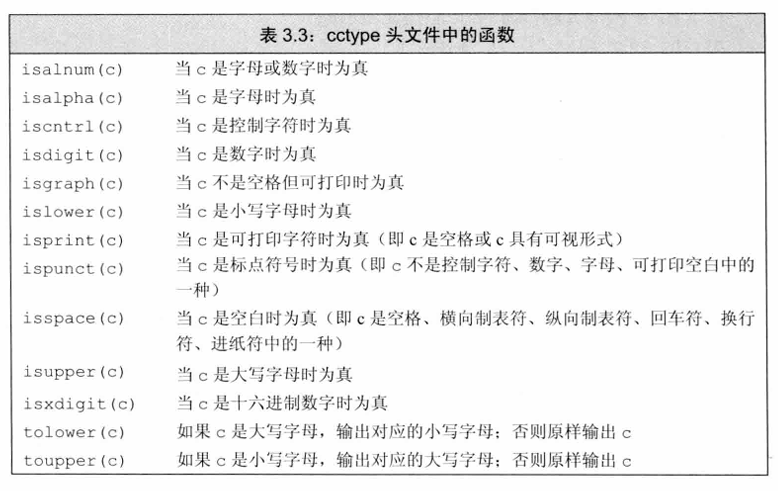 表 3.3：cctype 头文件中的函数
isalnum(c) 当 c 是字母或数字时为真
isalpha(c) 当 c 是字母时为真
iscntrl(c) 当 c 是控制字符时为真
isdigit(c) 当 c 是数字时为真
isgraph(c) 当 c 不是空格但可打印时为真
islower(c) 当 c 是小写字母时为真
isprint(c) 当 c 是可打印字符时为真（即 c 是空格或 c 具有可视形式）
ispunct(c) 当 c 是标点符号时为真（即 c 不是控制字符、数字、字母、可打印空白中的
一种）
isspace(c) 当 c 是空白时为真（即 c 是空格、横向制表符、纵向制表符、回车符、换行
符、进纸符中的一种）
isupper(c) 当 c 是大写字母时为真
isxdigit(c) 当 c 是十六进制数字时为真
tolower(c) 如果 c 是大写字母，输出对应的小写字母；否则原样输出 c
toupper(c) 如果 c 是小写字母，输出对应的大写字母；否则原样输出 c